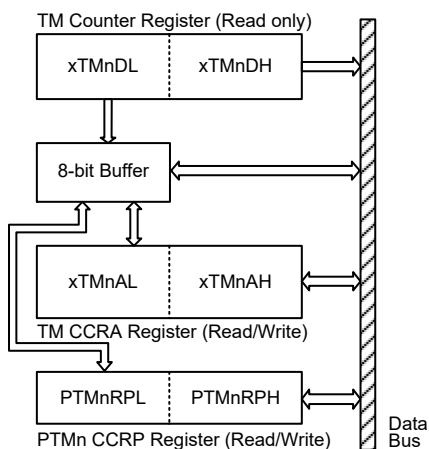 TM Counter Register (Read only)
xTMnDL xTMnDH
8-bit Buffer
xTMnAL xTMnAH
TM CCRA Register (Read/Write)
PTMnRPL PTMnRPH
PTMn CCRP Register (Read/Write)
Data
Bus